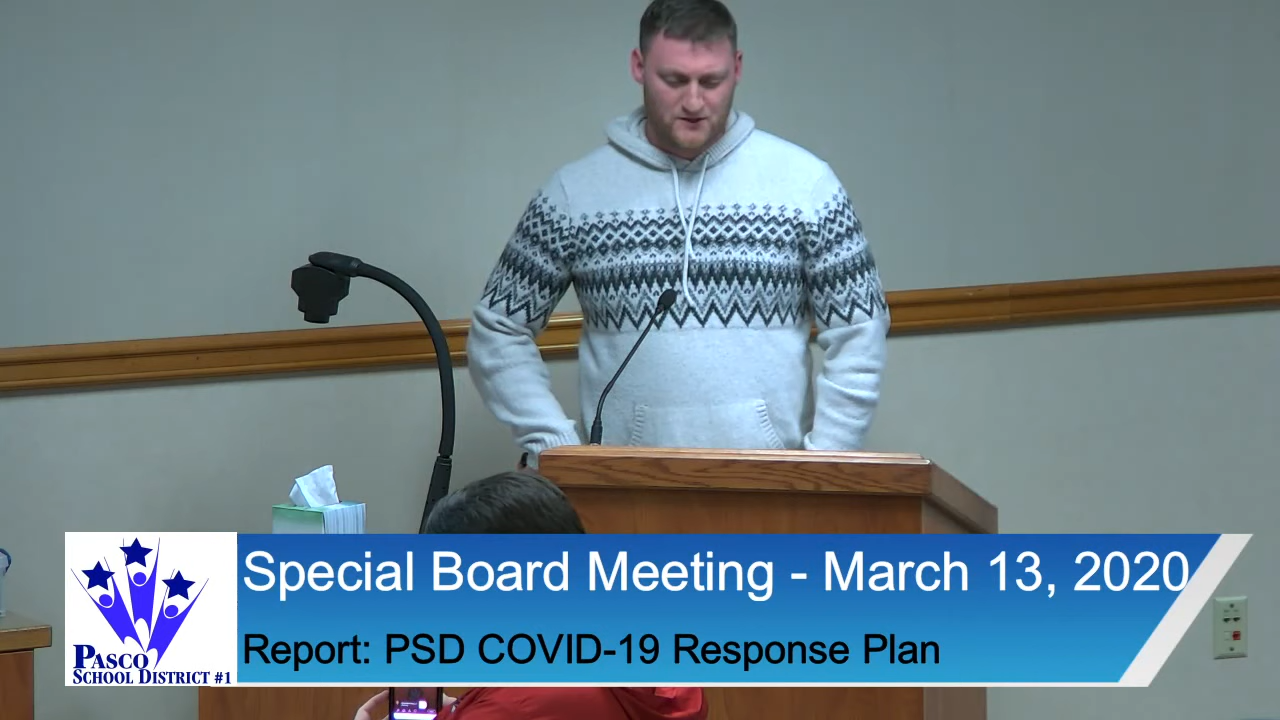 Special Board Meeting - March 13, 2020
Report: PSD COVID-19 Response Plan
PASCO
SCHOOL DISTRICT #1